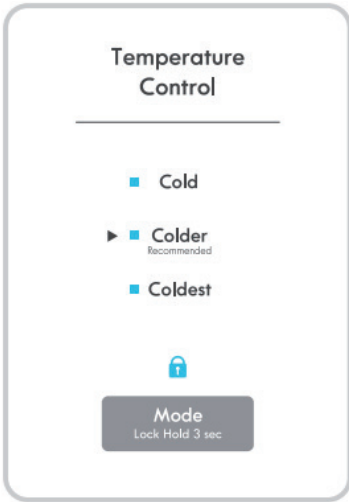 Temperature
Control
Cold
Colder
Recommended
Coldest
Mode
Lock Hold 3 sec